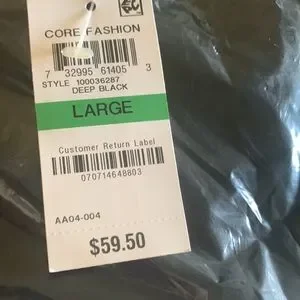 CORE FASHION
7 32995 61405 3
STYLE 100036287
DEEP BLACK
LARGE
Customer Return Label
070714648803
AA04-004
$59.50